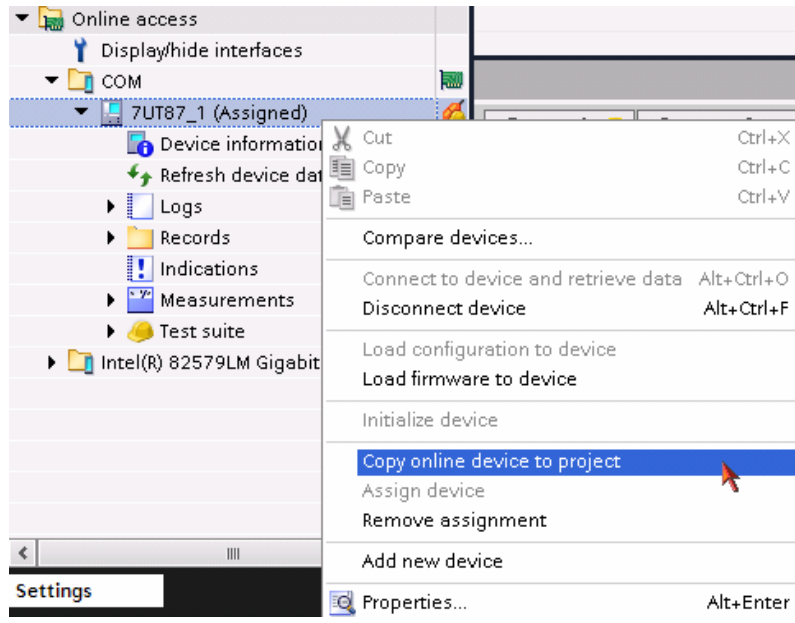 Online access
Display/hide interfaces
COM
7UT87_1 (Assigned)
Device information
Refresh device dat
Logs
Records
Indications
Measurements
Test suite
Intel(R) 82579LM Gigabit
Settings
Cut Ctrl+X
Copy Ctrl+C
Paste Ctrl+V
Compare devices...
Connect to device and retrieve data Alt+Ctrl+O
Disconnect device Alt+Ctrl+F
Load configuration to device
Load firmware to device
Initialize device
Copy online device to project
Assign device
Remove assignment
Add new device
Properties... Alt+Enter